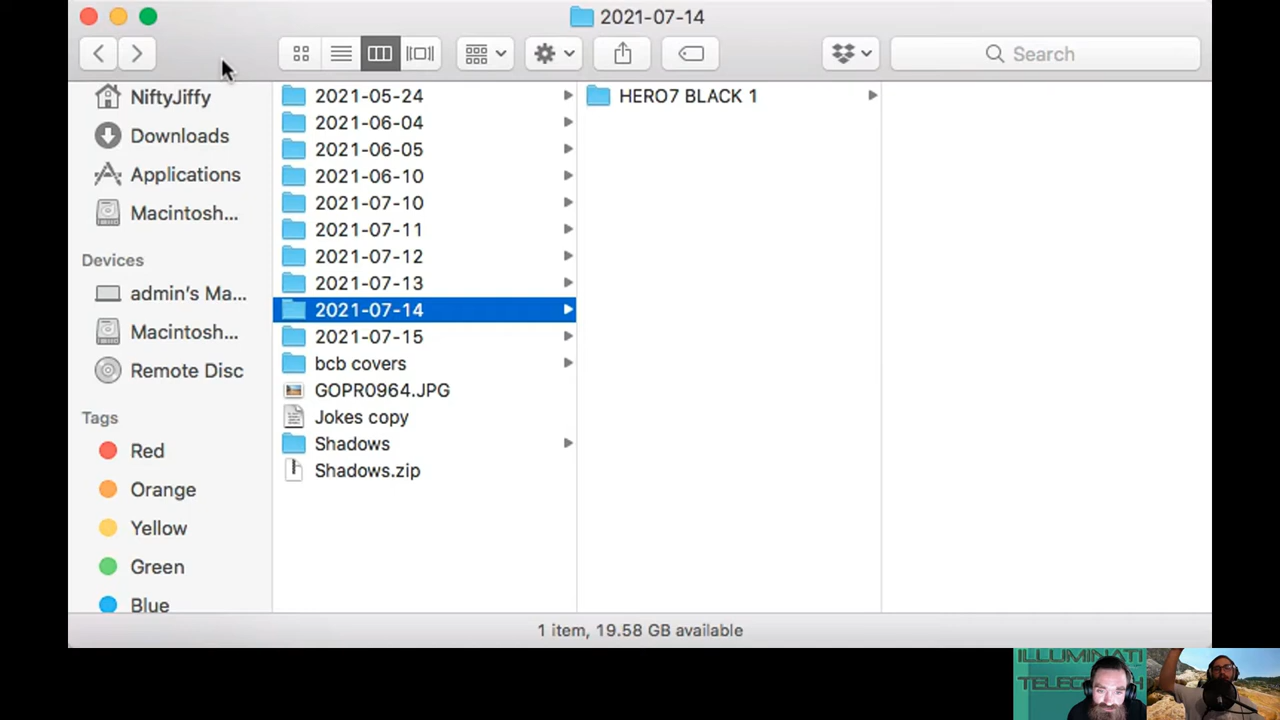 2021-07-14
Search
NiftyJiffy
Downloads
Applications
Macintosh...
Devices
admin's Ma...
Macintosh...
Remote Disc
Tags
Red
Orange
Yellow
Green
Blue
2021-05-24
2021-06-04
2021-06-05
2021-06-10
2021-07-10
2021-07-11
2021-07-12
2021-07-13
2021-07-14
2021-07-15
bcb covers
GOPR0964.JPG
Jokes copy
Shadows
Shadows.zip
HERO7 BLACK 1
1 item, 19.58 GB available
ILLUMINATI